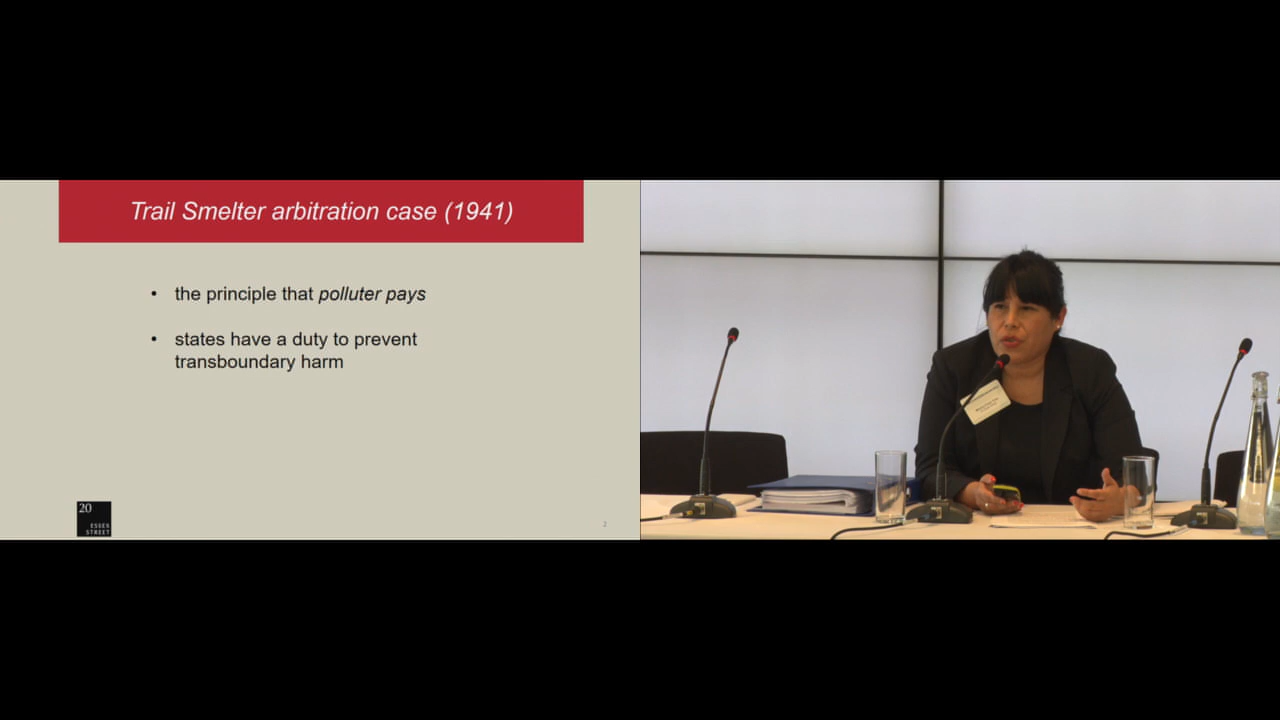 Trail Smelter arbitration case (1941)
• the principle that polluter pays
• states have a duty to prevent
transboundary harm
20
ESSEX
STREET
2